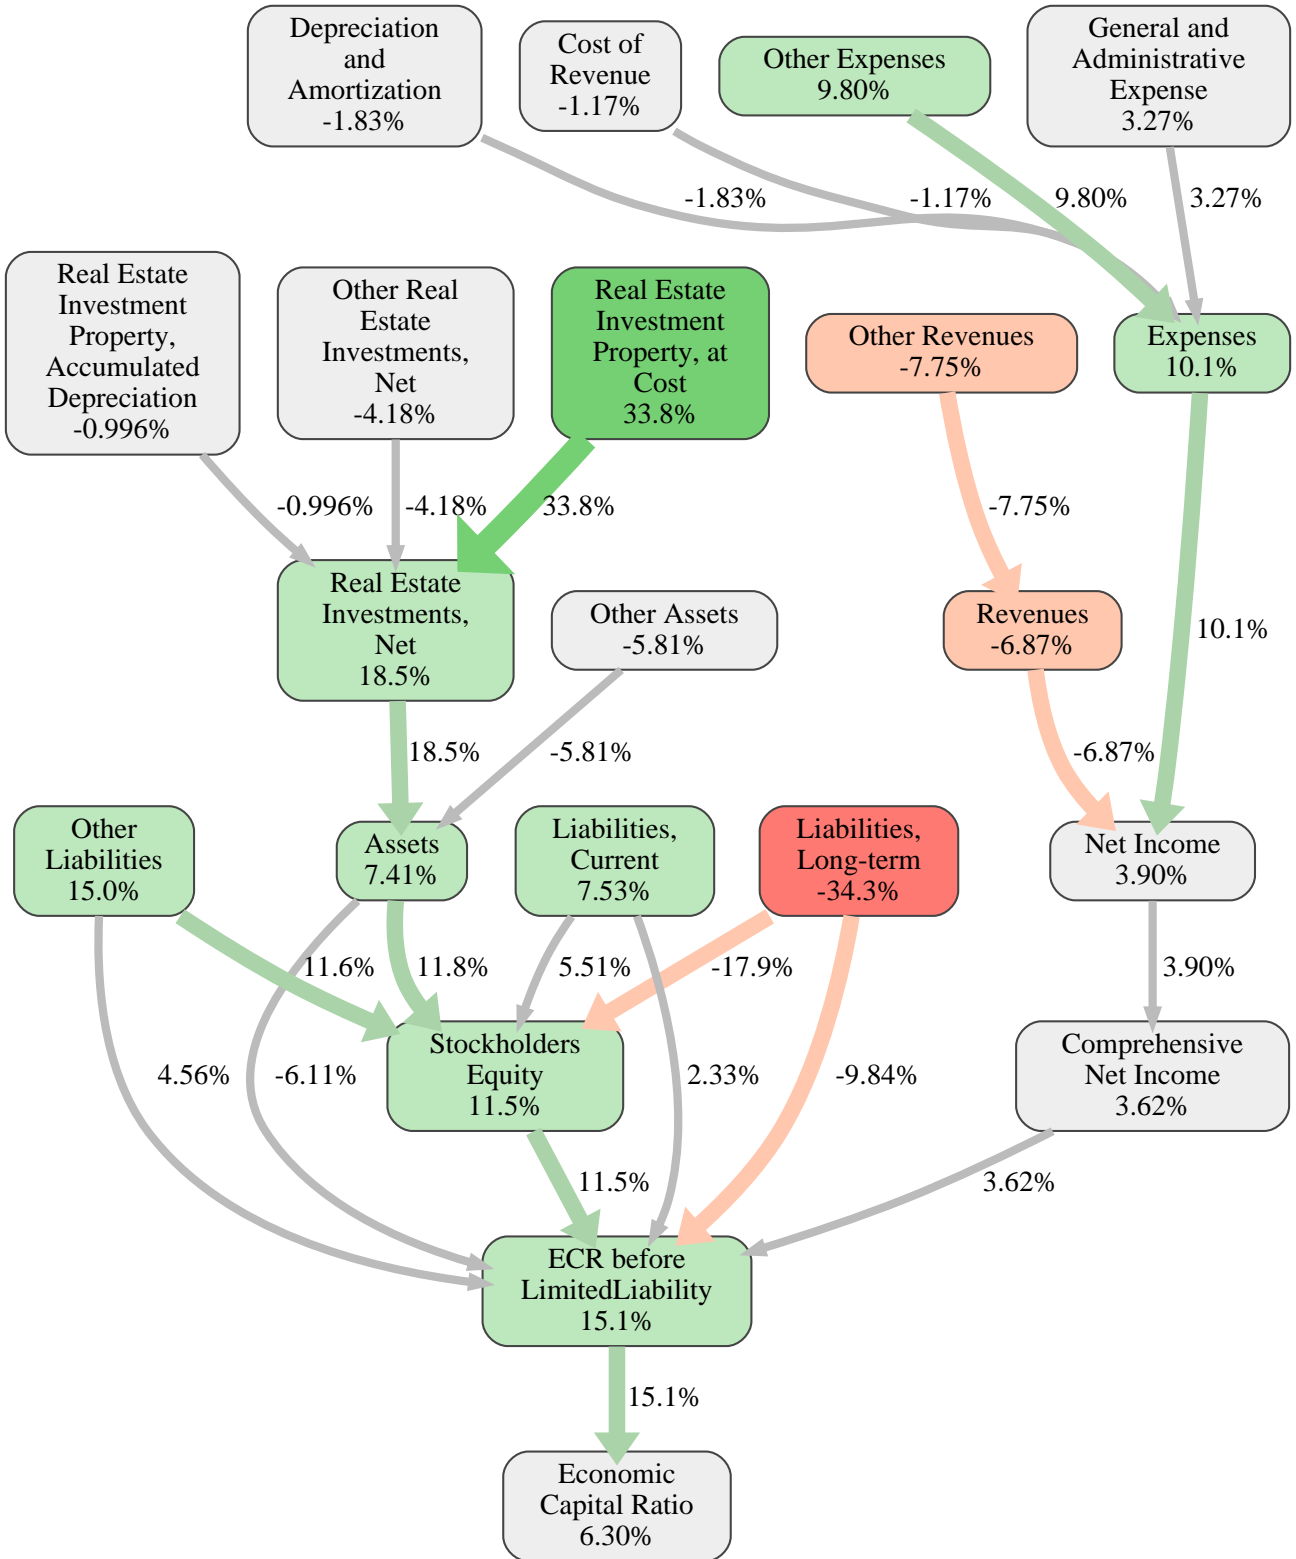 Depreciation
and
Amortization
-1.83%
Cost of
Revenue
-1.17%
Other Expenses
9.80%
General and
Administrative
Expense
3.27%
-1.83%
-1.17%
9.80%
3.27%
Real Estate
Investment
Property,
Accumulated
Depreciation
-0.996%
Other Real
Estate
Investments,
Net
-4.18%
Real Estate
Investment
Property, at
Cost
33.8%
Other Revenues
-7.75%
Expenses
10.1%
-0.996%
-4.18%
33.8%
-7.75%
Real Estate
Investments,
Net
18.5%
Other Assets
-5.81%
Revenues
-6.87%
10.1%
18.5%
-5.81%
-6.87%
Other
Liabilities
15.0%
Assets
7.41%
Liabilities,
Current
7.53%
Liabilities,
Long-term
-34.3%
Net Income
3.90%
11.6%
11.8%
5.51%
-17.9%
3.90%
Stockholders
Equity
11.5%
Comprehensive
Net Income
3.62%
4.56%
-6.11%
2.33%
-9.84%
11.5%
3.62%
ECR before
LimitedLiability
15.1%
15.1%
Economic
Capital Ratio
6.30%